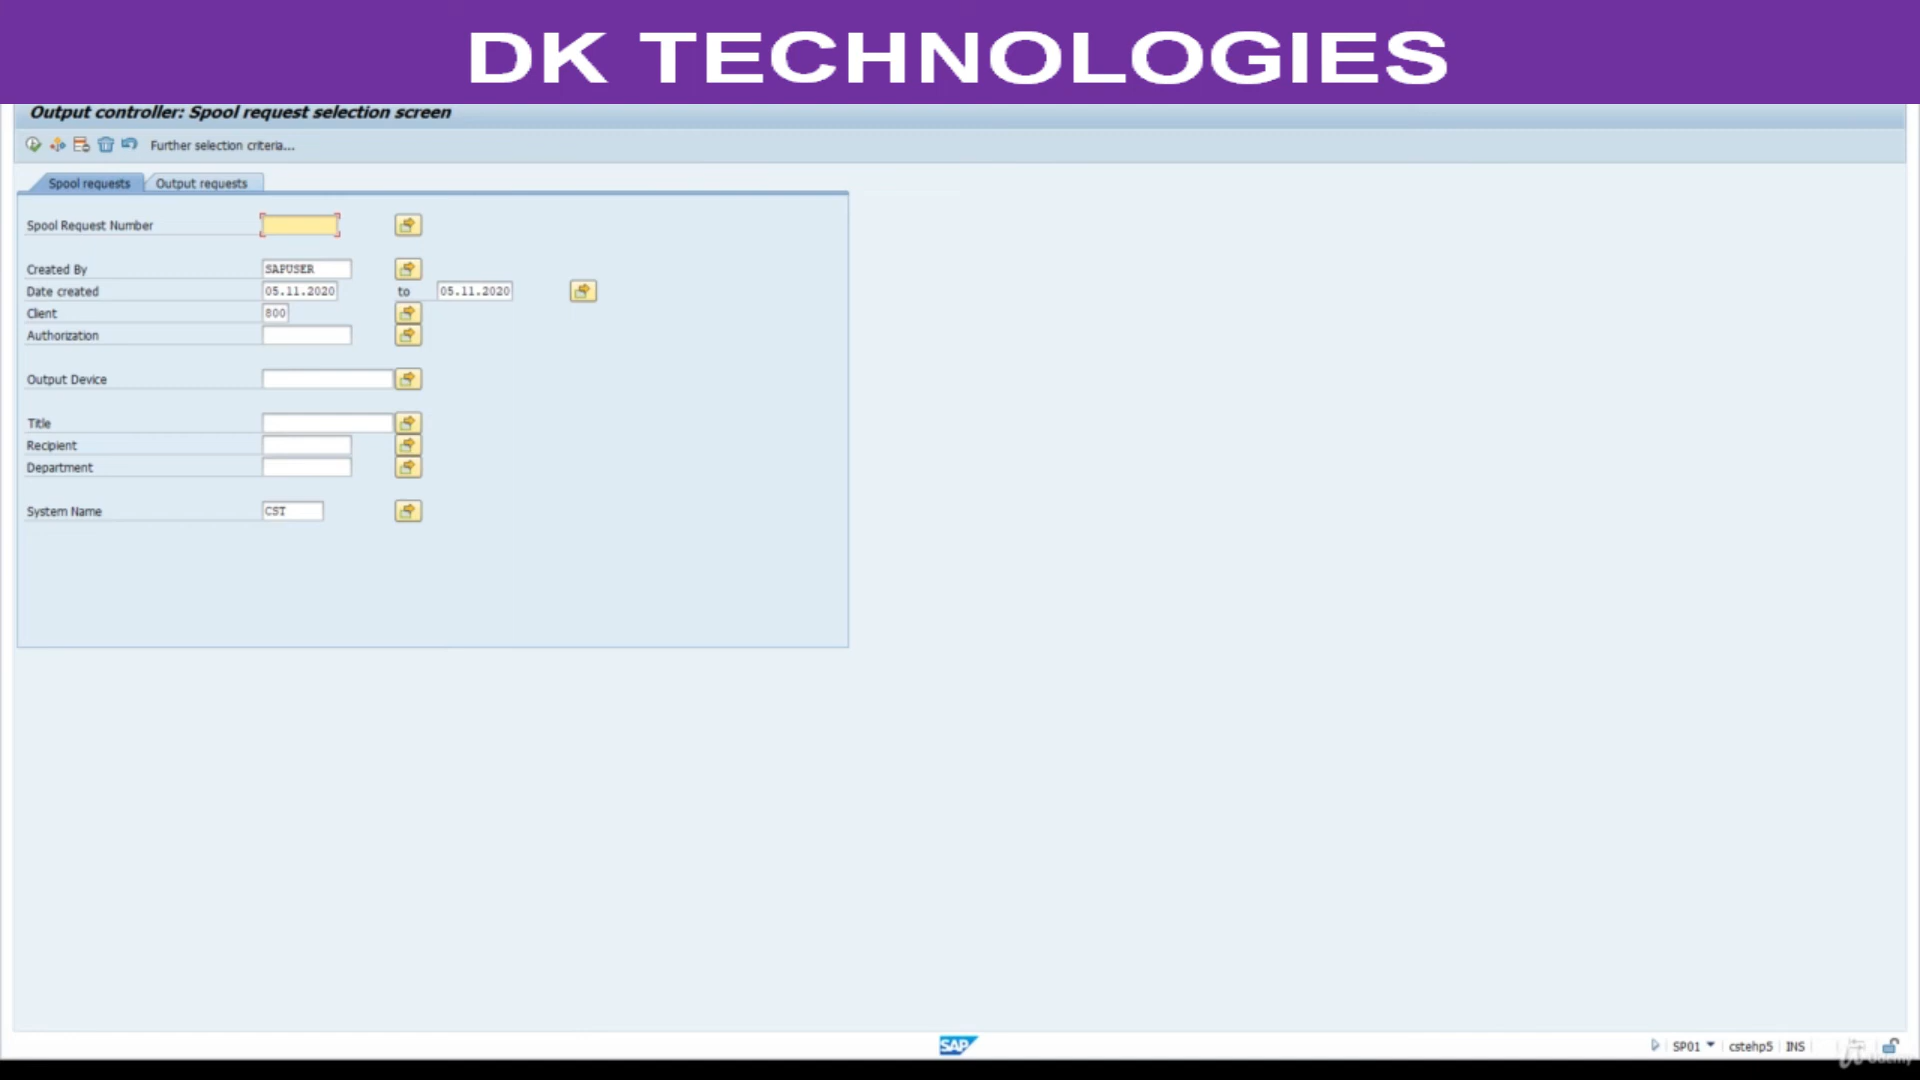 DK TECHNOLOGIES
Output controller: Spool request selection screen
Further selection criteria...
Spool requests Output requests
Spool Request Number
Created By SAPUSER
Date created 05.11.2020 to 05.11.2020
Client 800
Authorization
Output Device
Title
Recipient
Department
System Name CST
SAP SP01 cstehp5 INS
Udemy